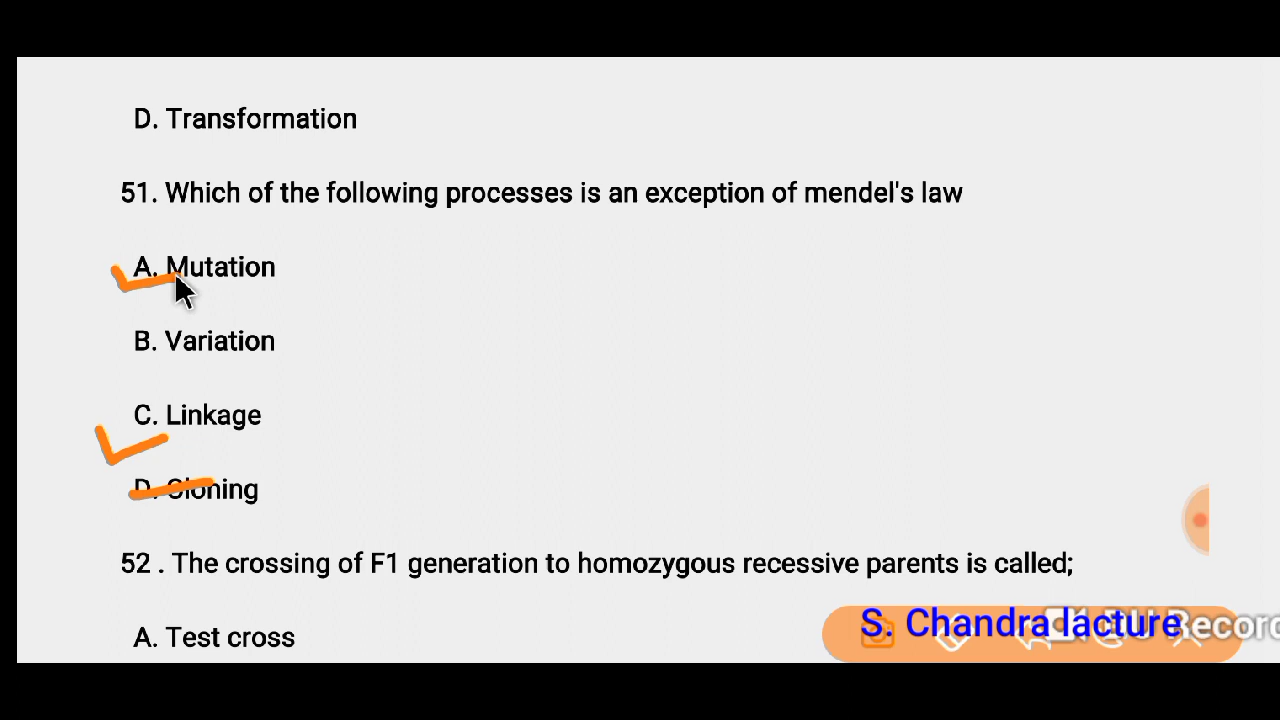 D. Transformation
51. Which of the following processes is an exception of mendel's law
A. Mutation
B. Variation
C. Linkage
D. Cloning
52 . The crossing of F1 generation to homozygous recessive parents is called;
A. Test cross
S. Chandra lacture